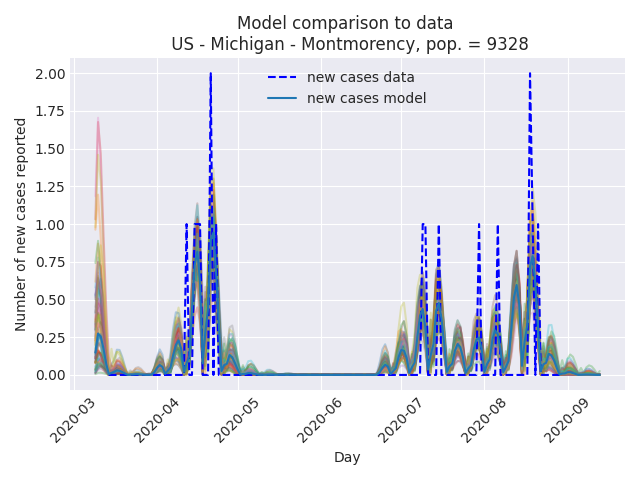 Model comparison to data
US - Michigan - Montmorency, pop. = 9328
new cases data
new cases model
Number of new cases reported
2.00
1.75
1.50
1.25
1.00
0.75
0.50
0.25
0.00
2020-03
2020-04
2020-05
2020-06
2020-07
2020-08
2020-09
Day